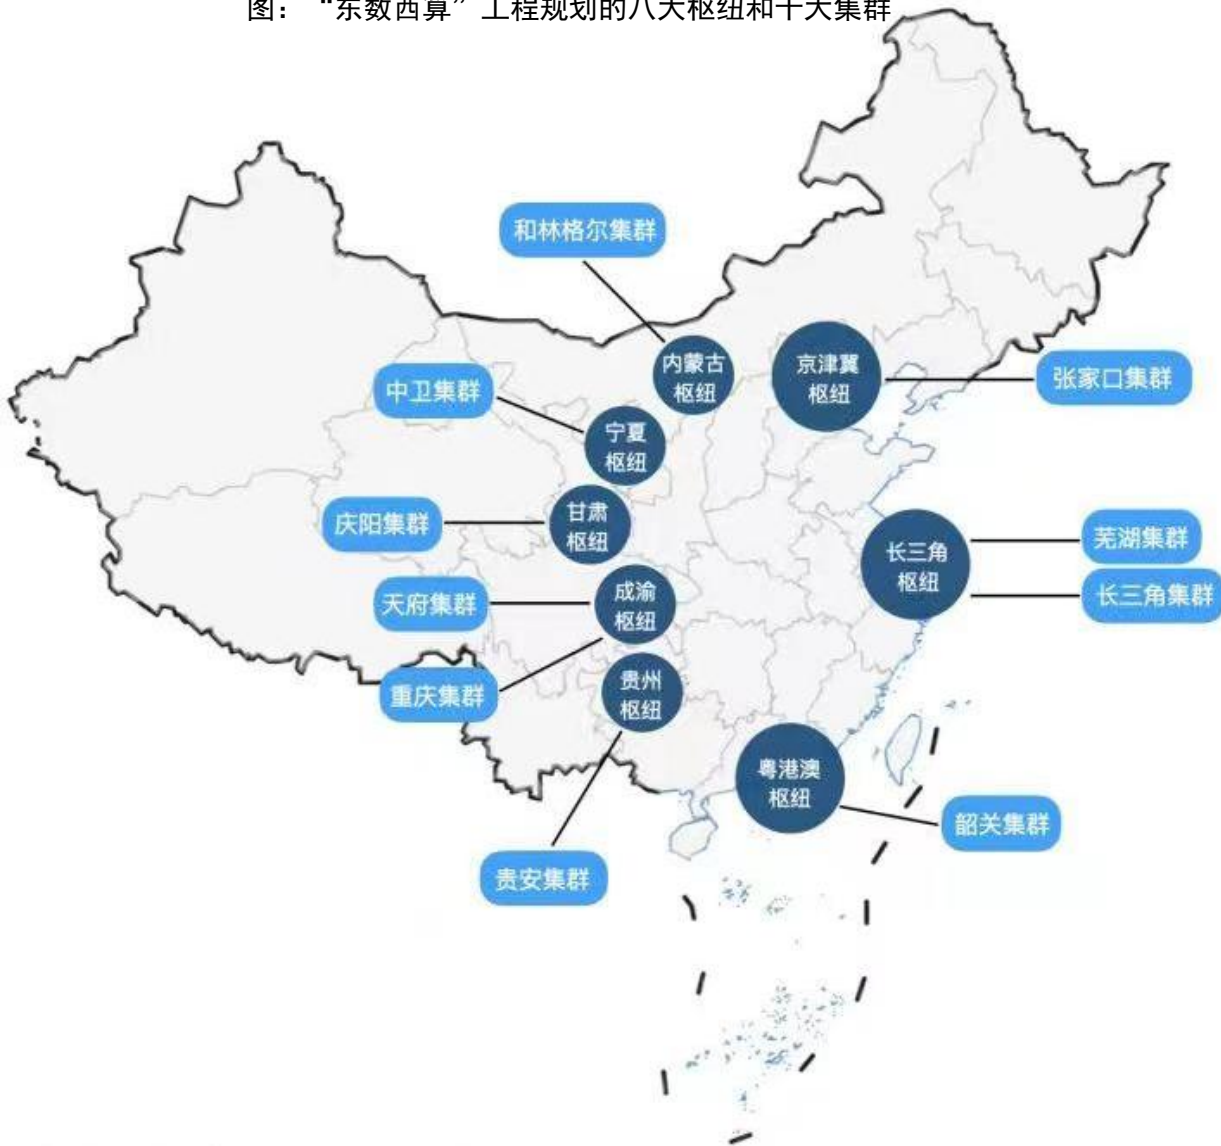 图：“东数西算”工程规划的八大枢纽和十大集群
和林格尔集群
内蒙古
枢纽
京津翼
枢纽
张家口集群
中卫集群
宁夏
枢纽
庆阳集群
甘肃
枢纽
长三角
枢纽
芜湖集群
长三角集群
天府集群
成渝
枢纽
重庆集群
贵州
枢纽
粤港澳
枢纽
韶关集群
贵安集群